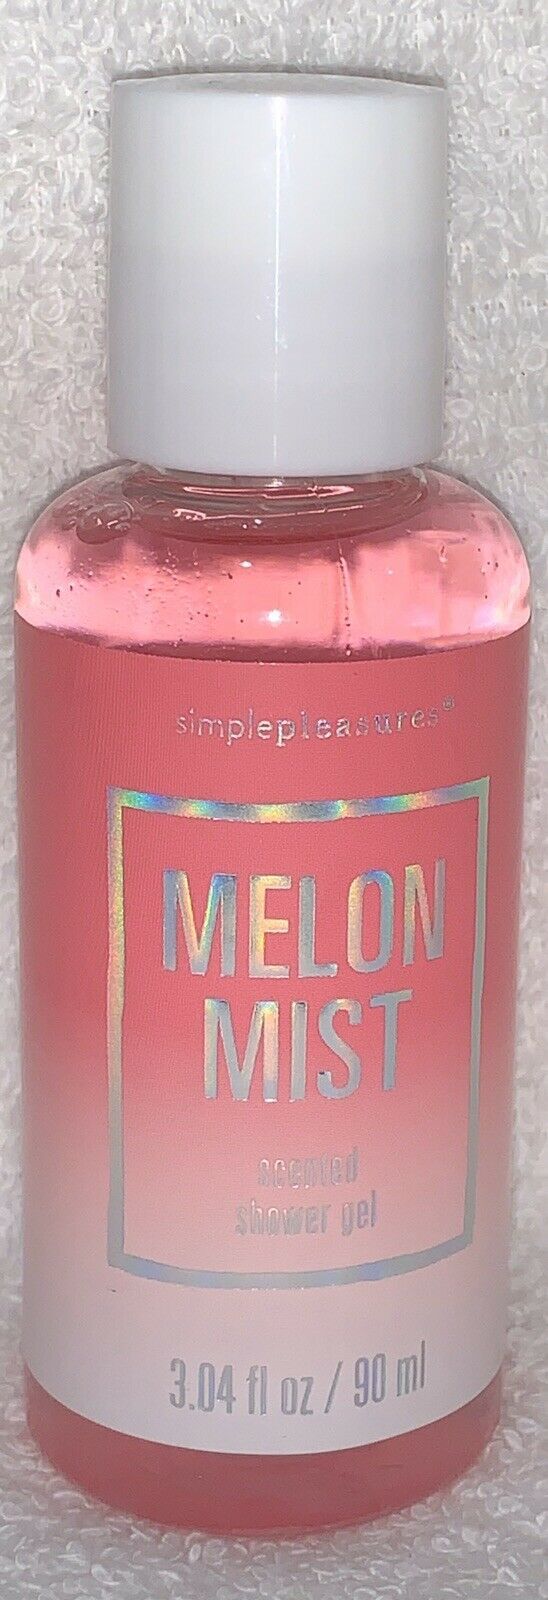 simplepleasures®
MELON
MIST
scented
shower gel
3.04 fl oz / 90 ml